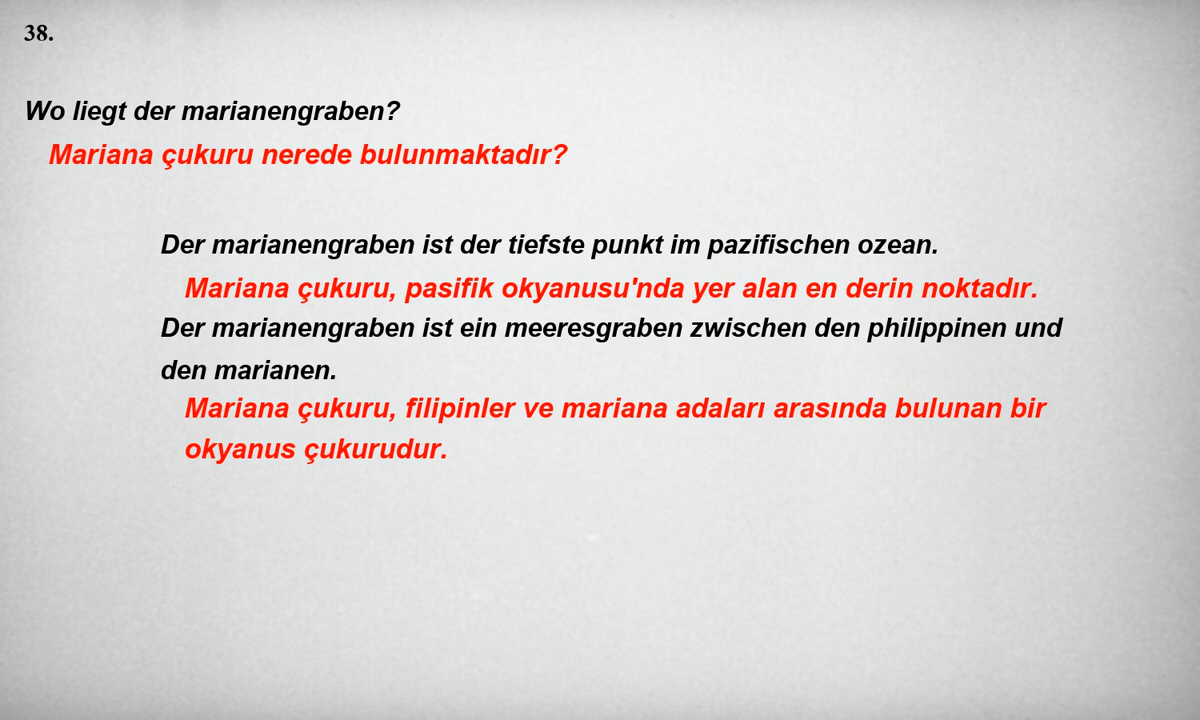 38.
Wo liegt der marianengraben?
Mariana çukuru nerede bulunmaktadır?
Der marianengraben ist der tiefste punkt im pazifischen ozean.
Mariana çukuru, pasifik okyanusu'nda yer alan en derin noktadır.
Der marianengraben ist ein meeresgraben zwischen den philippinen und
den marianen.
Mariana çukuru, filipinler ve mariana adaları arasında bulunan bir
okyanus çukurudur.